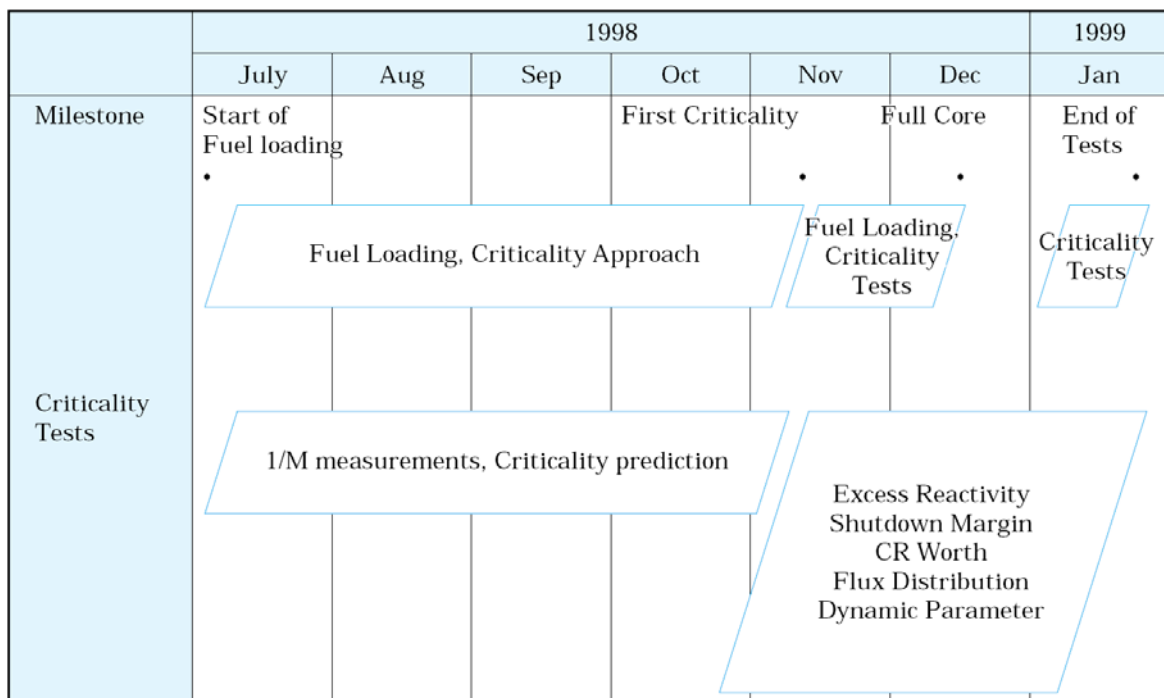 1998
1999
July
Aug
Sep
Oct
Nov
Dec
Jan
Milestone
Start of
Fuel loading
First Criticality
Full Core
End of
Tests
Fuel Loading, Criticality Approach
Fuel Loading,
Criticality
Tests
Criticality
Tests
Criticality
Tests
1/M measurements, Criticality prediction
Excess Reactivity
Shutdown Margin
CR Worth
Flux Distribution
Dynamic Parameter